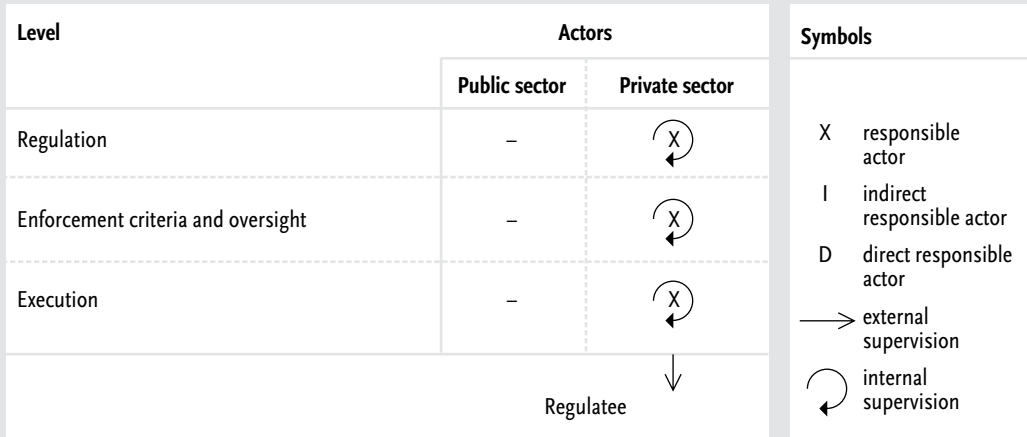 Level
Actors
Public sector
Private sector
Regulation
–
X
Enforcement criteria and oversight
–
X
Execution
–
X
Regulatee
Symbols
X responsible
actor
I indirect
responsible actor
D direct responsible
actor
external
supervision
internal
supervision